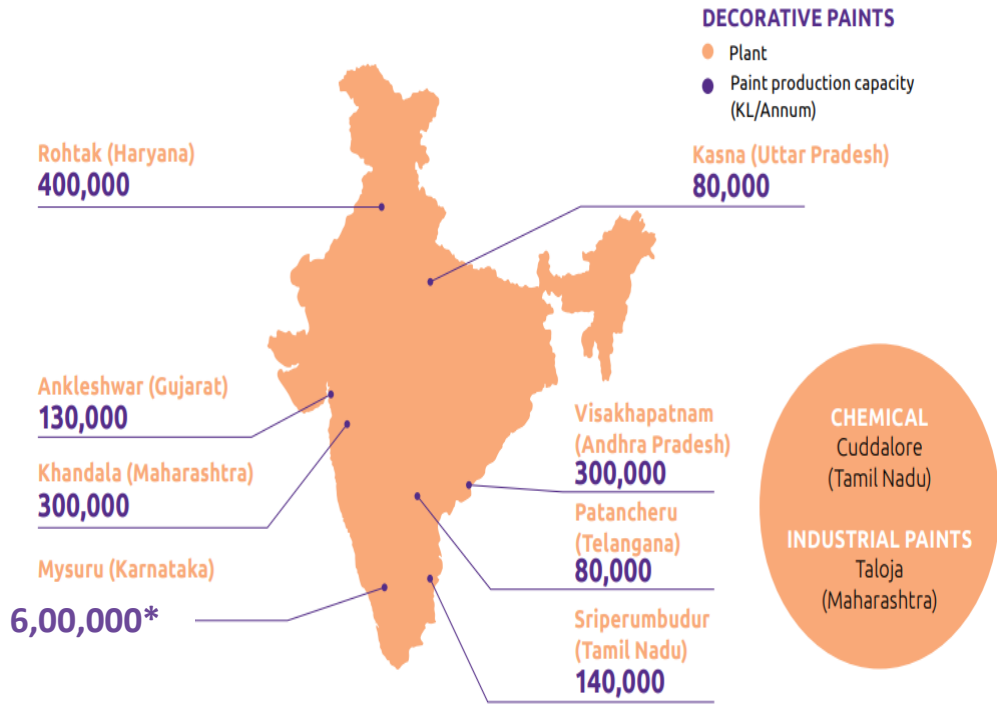 DECORATIVE PAINTS
Plant
Paint production capacity
(KL/Annum)
Rohtak (Haryana)
400,000
Kasna (Uttar Pradesh)
80,000
Ankleshwar (Gujarat)
130,000
Khandala (Maharashtra)
300,000
Mysuru (Karnataka)
6,00,000*
Visakhapatnam
(Andhra Pradesh)
300,000
Patancheru
(Telangana)
80,000
Sriperumbudur
(Tamil Nadu)
140,000
CHEMICAL
Cuddalore
(Tamil Nadu)
INDUSTRIAL PAINTS
Taloja
(Maharashtra)